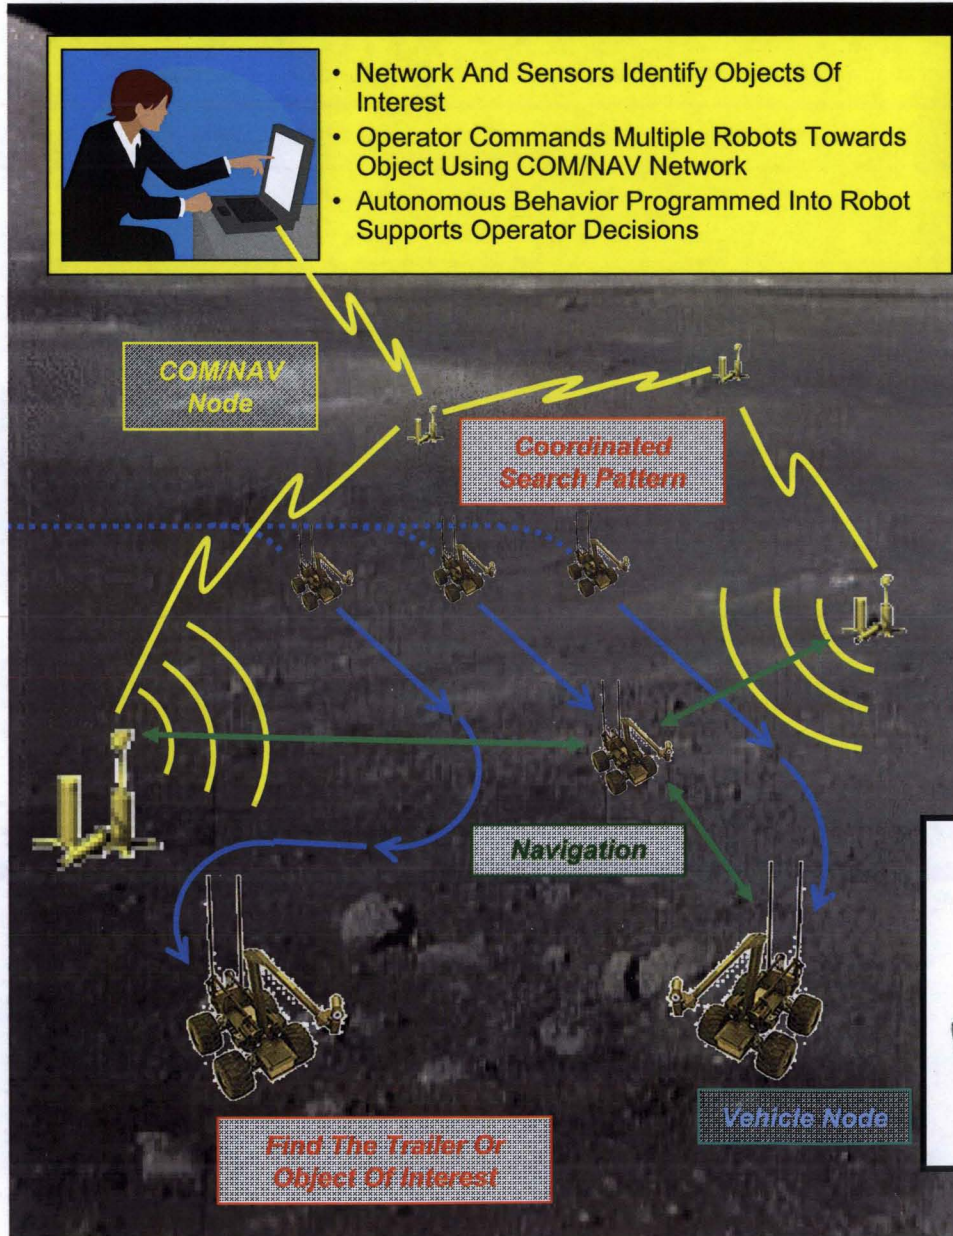 • Network And Sensors Identify Objects Of
Interest
• Operator Commands Multiple Robots Towards
Object Using COM/NAV Network
• Autonomous Behavior Programmed Into Robot
Supports Operator Decisions
COM/NAV
Node
Coordinated
Search Pattern
Navigation
Vehicle Node
Find The Trailer Or
Object Of Interest